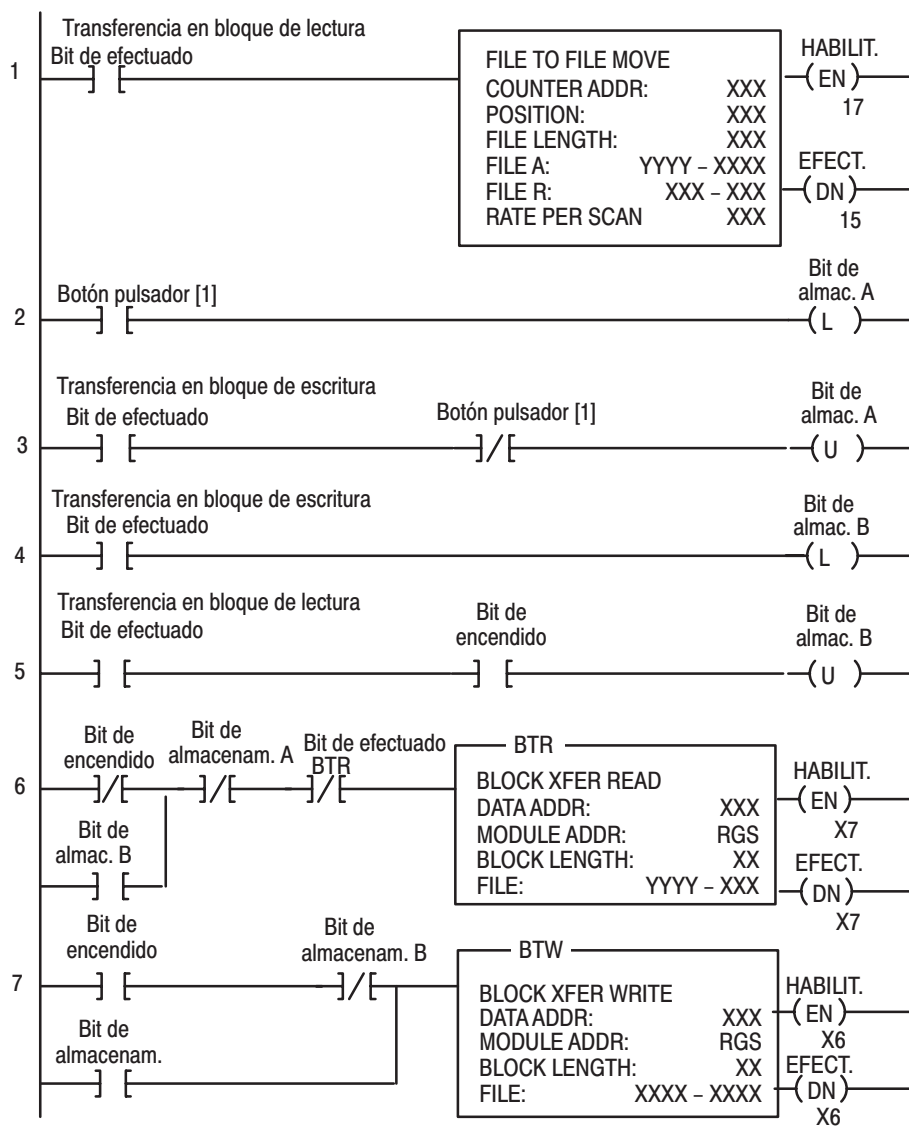 Transferencia en bloque de lectura
Bit de efectuado
1
FILE TO FILE MOVE
COUNTER ADDR: XXX
POSITION: XXX
FILE LENGTH: XXX
FILE A: YYYY – XXXX
FILE R: XXX – XXX
RATE PER SCAN XXX
HABILIT.
EN
17
EFECT.
DN
15
Botón pulsador [1]
2
Bit de
almac. A
L
Transferencia en bloque de escritura
Bit de efectuado
3
Botón pulsador [1]
Bit de
almac. A
U
Transferencia en bloque de escritura
Bit de efectuado
4
Bit de
almac. B
L
Transferencia en bloque de lectura
Bit de efectuado
5
Bit de
encendido
Bit de
almac. B
U
6
Bit de
encendido
Bit de
almacenam. A
Bit de efectuado
BTR
Bit de
almac. B
BTR
BLOCK XFER READ
DATA ADDR: XXX
MODULE ADDR: RGS
BLOCK LENGTH: XX
FILE: YYYY – XXX
HABILIT.
EN
X7
EFECT.
DN
X7
7
Bit de
encendido
Bit de
almacenam. B
Bit de
almacenam.
BTW
BLOCK XFER WRITE
DATA ADDR: XXX
MODULE ADDR: RGS
BLOCK LENGTH: XX
FILE: XXXX – XXXX
HABILIT.
EN
X6
EFECT.
DN
X6